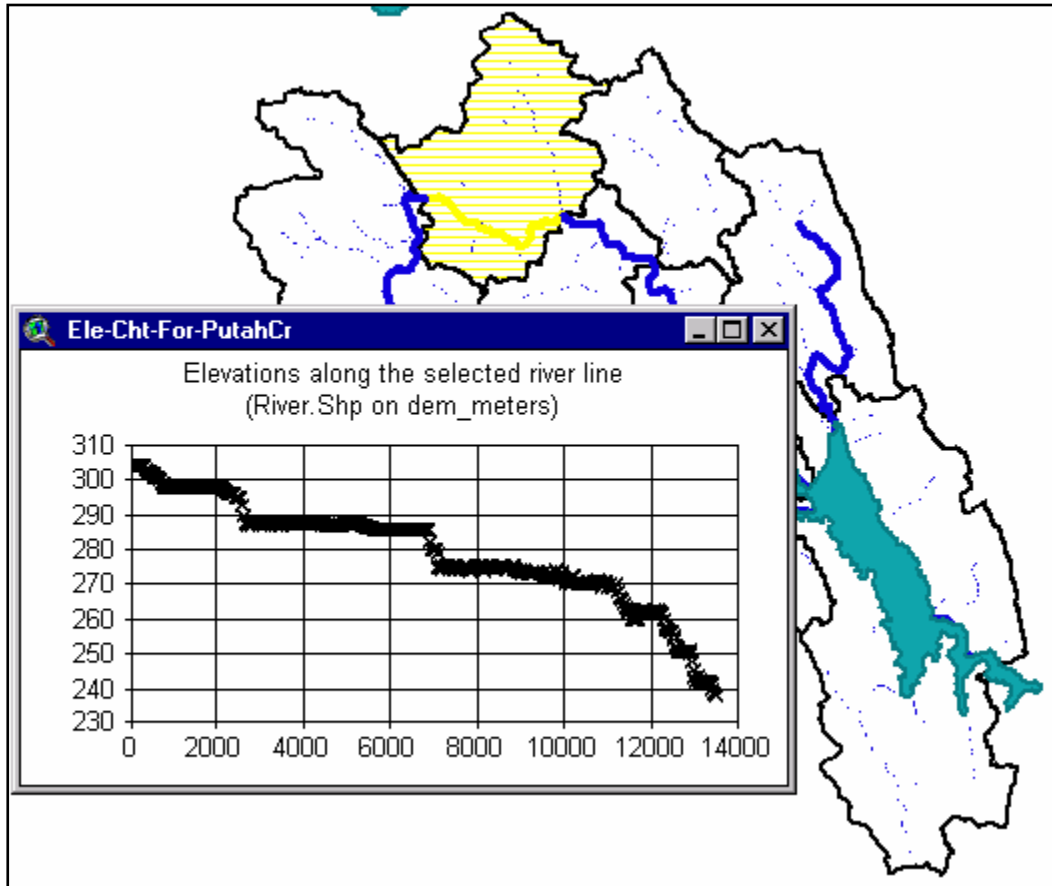 Ele-Cht-For-PutahCr
Elevations along the selected river line
(River.Shp on dem_meters)
310
300
290
280
270
260
250
240
230
0 2000 4000 6000 8000 10000 12000 14000